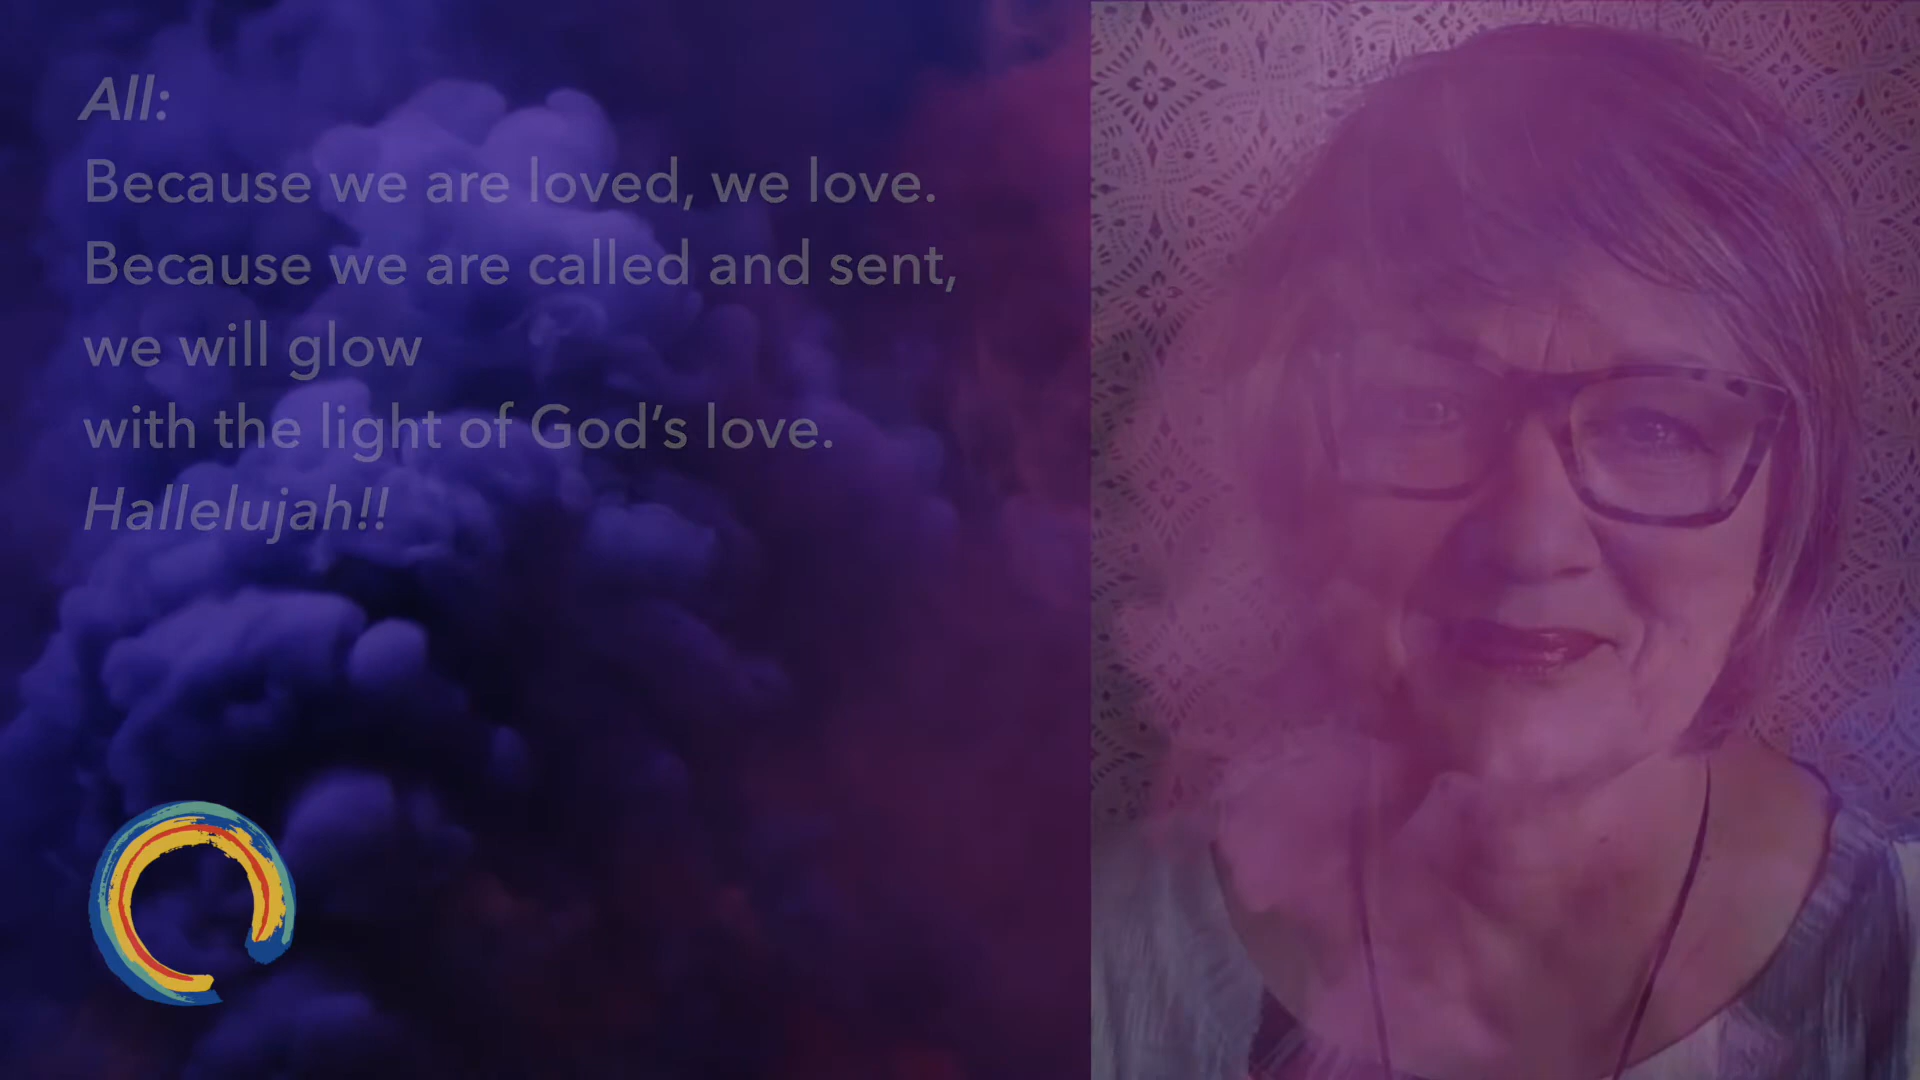 All:
Because we are loved, we love.
Because we are called and sent,
we will glow
with the light of God’s love.
Hallelujah!!